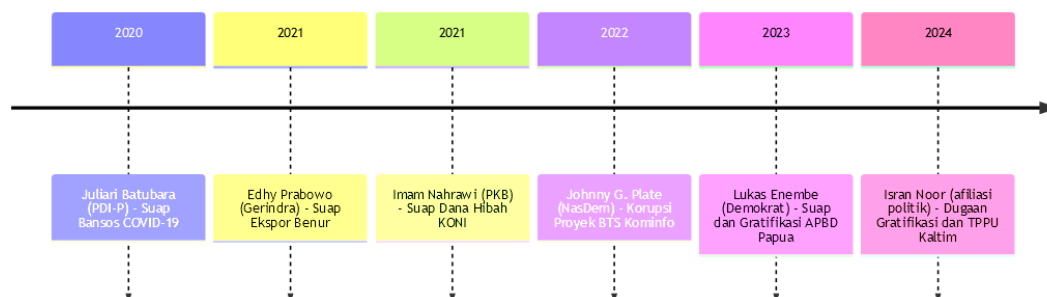 2020
2021
2021
2022
2023
2024
Juliari Batubara
(PDI-P) - Suap
Bansos COVID-19
Edhy Prabowo
(Gerindra) - Suap
Ekspor Benur
Imam Nahrawi (PKB)
- Suap Dana Hibah
KONI
Johnny G. Plate
(NasDem) - Korupsi
Proyek BTS Kominfo
Lukas Enembe
(Demokrat) - Suap
dan Gratifikasi APBD
Papua
Isran Noor (afiliasi
politik) - Dugaan
Gratifikasi dan TPPU
Kaltim